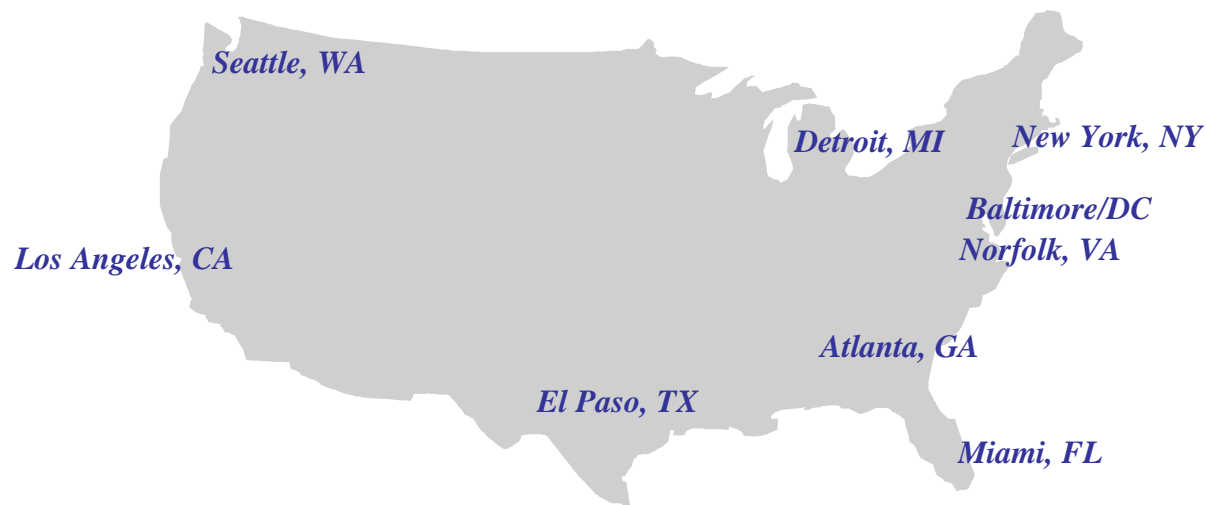 Seattle, WA
Detroit, MI
New York, NY
Baltimore/DC
Norfolk, VA
Los Angeles, CA
Atlanta, GA
El Paso, TX
Miami, FL